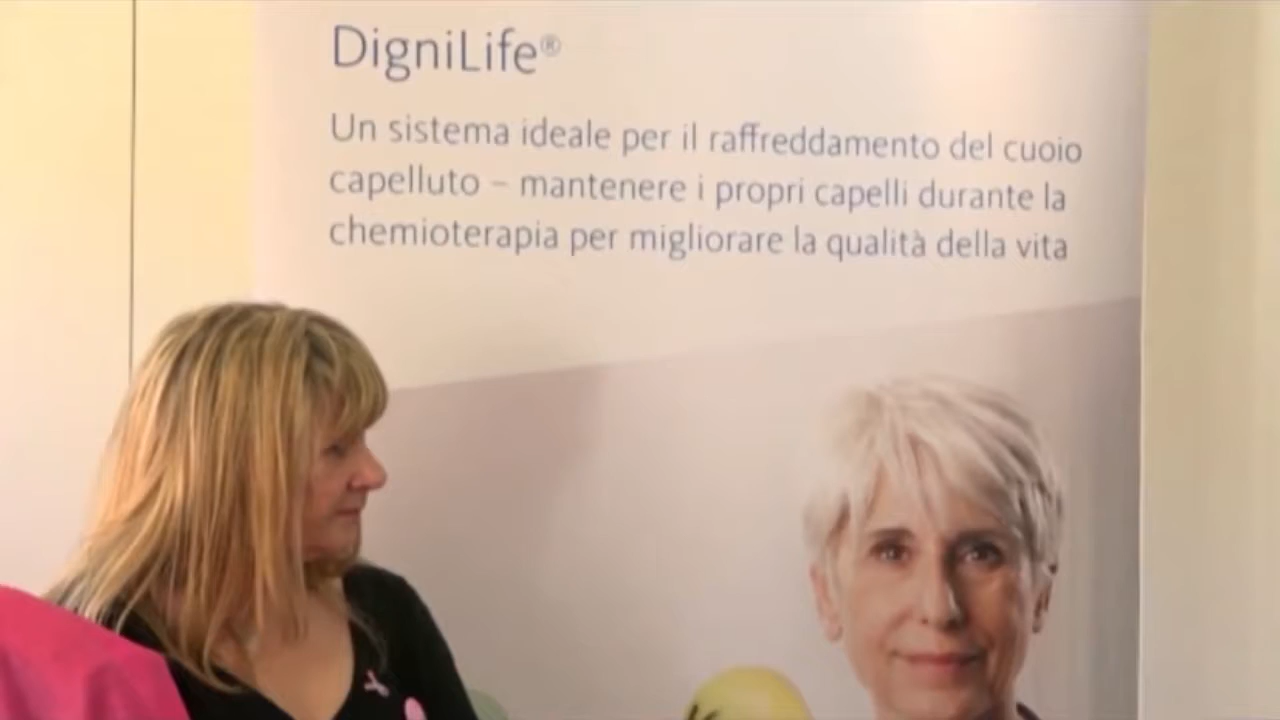 DigniLife®
Un sistema ideale per il raffreddamento del cuoio
capelluto – mantenere i propri capelli durante la
chemioterapia per migliorare la qualità della vita